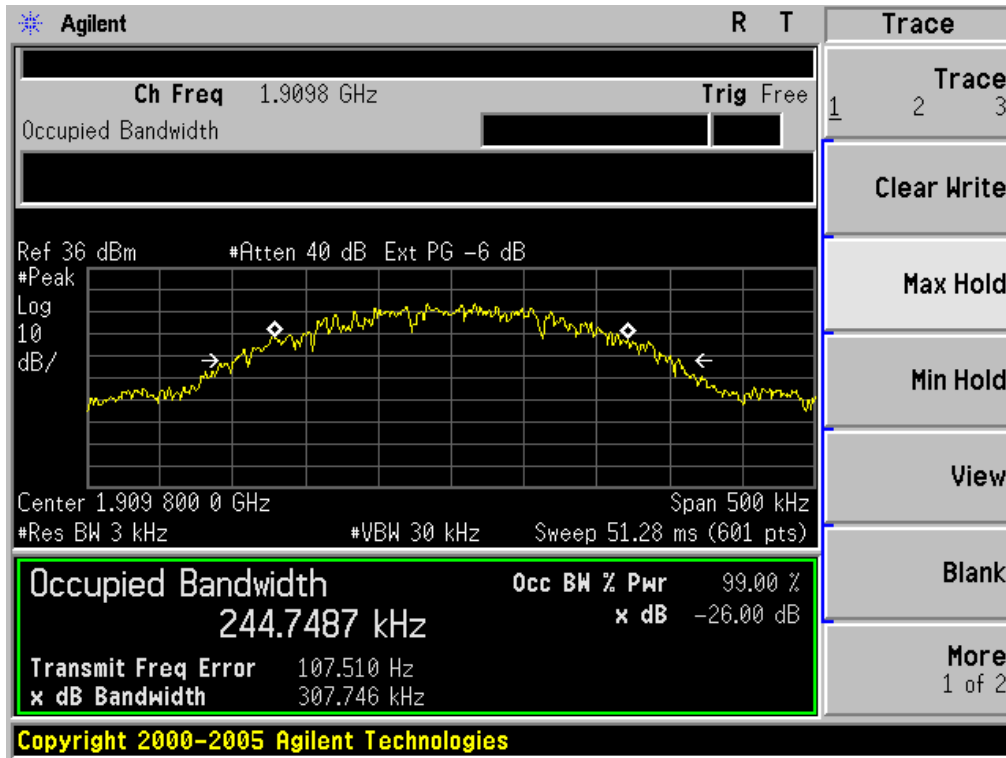 Agilent R T Trace
Ch Freq 1.9098 GHz Trig Free
Occupied Bandwidth
Trace
1 2 3
Clear Write
Max Hold
Min Hold
View
Blank
More
1 of 2
Ref 36 dBm #Atten 40 dB Ext PG -6 dB
#Peak
Log
10
dB/
Center 1.909 800 0 GHz Span 500 kHz
#Res BW 3 kHz #VBW 30 kHz Sweep 51.28 ms (601 pts)
Occupied Bandwidth Occ BW % Pwr 99.00 %
244.7487 kHz x dB -26.00 dB
Transmit Freq Error 107.510 Hz
x dB Bandwidth 307.746 kHz
Copyright 2000-2005 Agilent Technologies